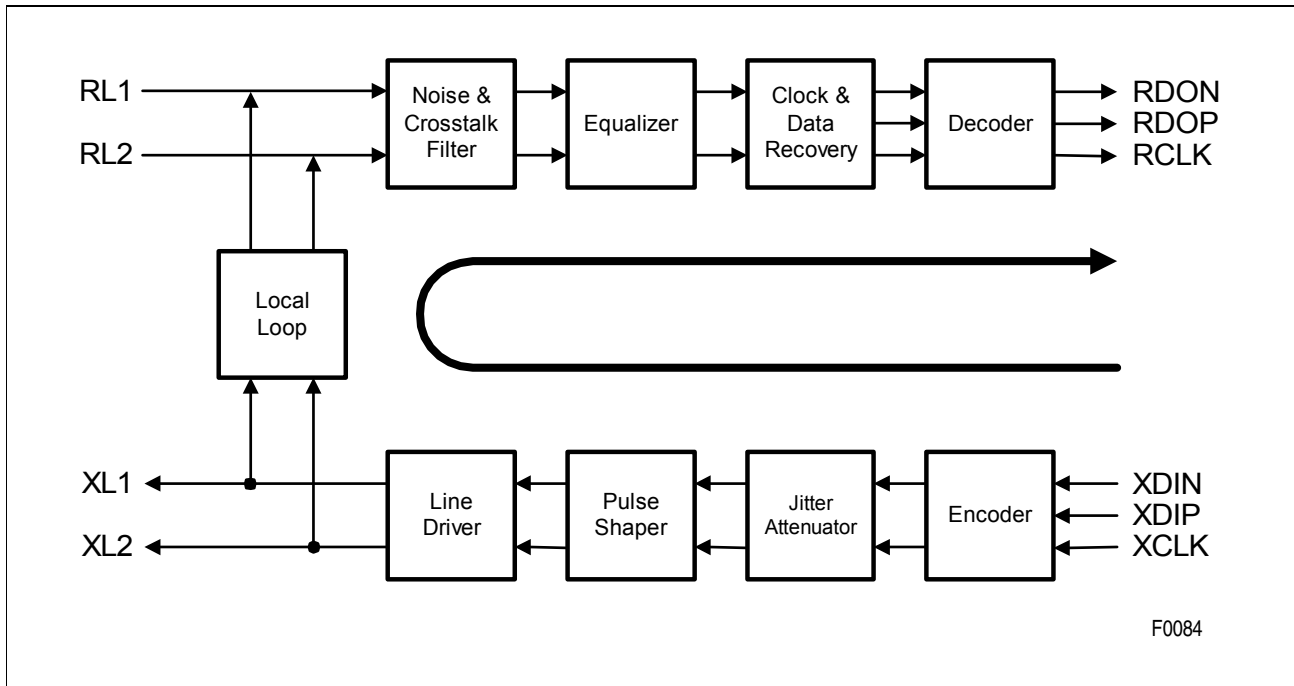 RL1
RL2
Noise &
Crosstalk
Filter
Equalizer
Clock &
Data
Recovery
Decoder
RDON
RDOP
RCLK
Local
Loop
XL1
XL2
Line
Driver
Pulse
Shaper
Jitter
Attenuator
Encoder
XDIN
XDIP
XCLK
F0084